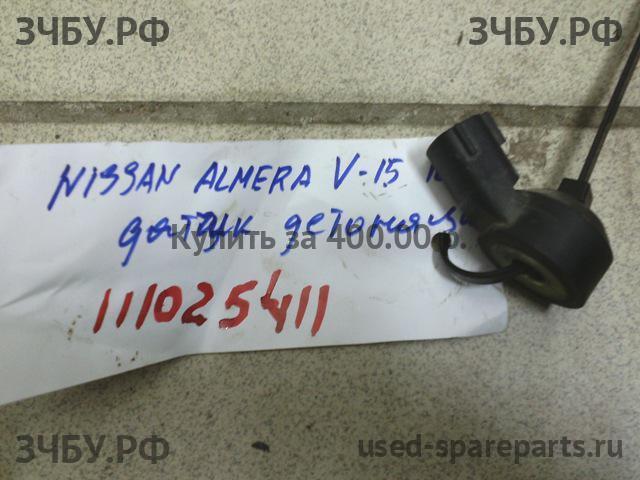 ЗЧБУ.РФ ЗЧБУ.РФ
NISSAN ALMERA V-15
датчик детонации
Купить за 400.00 р.
111025411
ЗЧБУ.РФ used-spareparts.ru